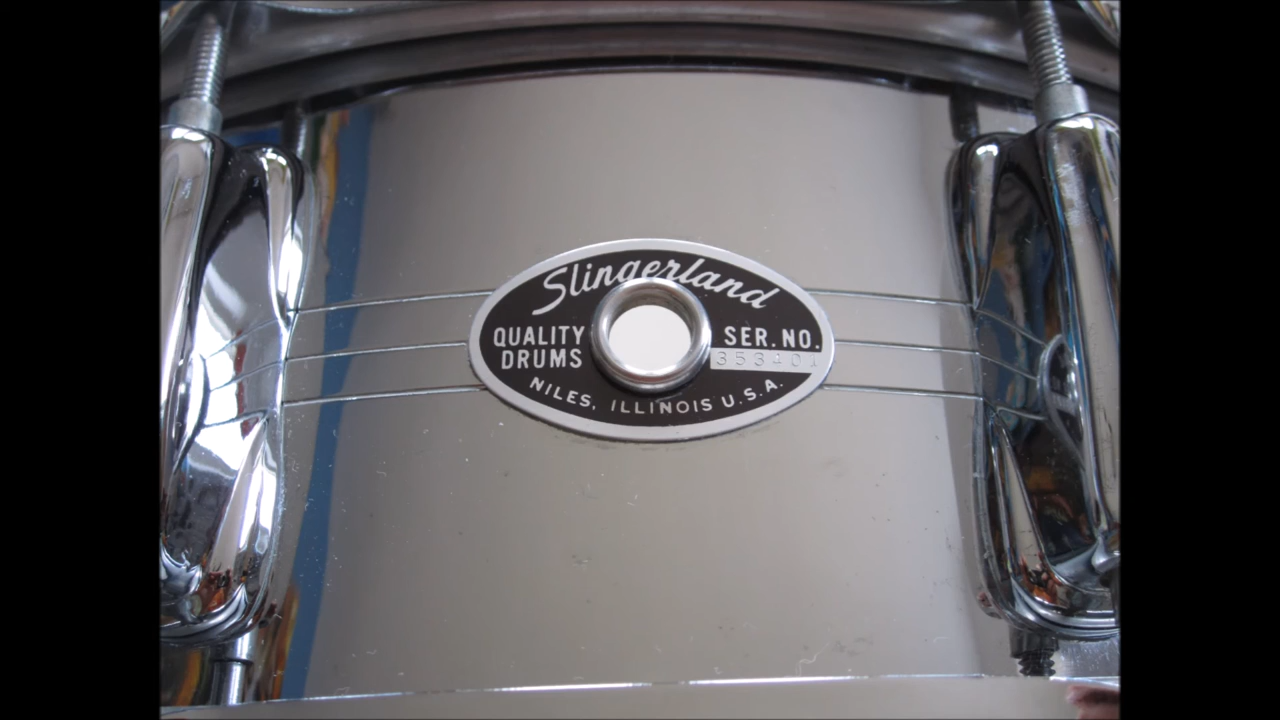 Slingerland
QUALITY DRUMS
SER. NO.
353401
NILES, ILLINOIS U.S.A.